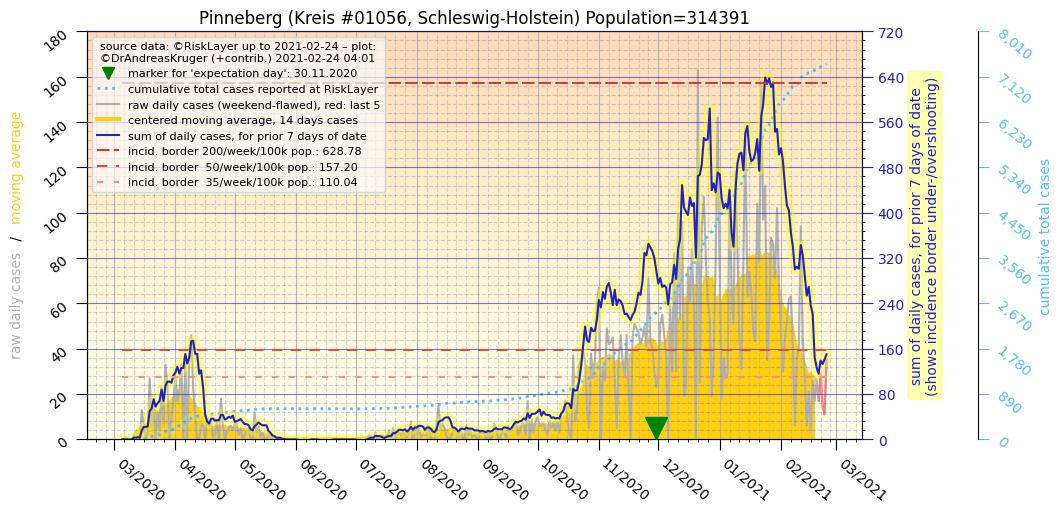 Pinneberg (Kreis #01056, Schleswig-Holstein) Population=314391
source data: ©RiskLayer up to 2021-02-24 – plot:
©DrAndreasKruger (+contrib.) 2021-02-24 04:01
marker for 'expectation day': 30.11.2020
cumulative total cases reported at RiskLayer
raw daily cases (weekend-flawed), red: last 5
centered moving average, 14 days cases
sum of daily cases, for prior 7 days of date
incid. border 200/week/100k pop.: 628.78
incid. border  50/week/100k pop.: 157.20
incid. border  35/week/100k pop.: 110.04
raw daily cases / moving average
180
160
140
120
100
80
60
40
20
0
03/2020
04/2020
05/2020
06/2020
07/2020
08/2020
09/2020
10/2020
11/2020
12/2020
01/2021
02/2021
03/2021
720
640
560
480
400
320
240
160
80
0
sum of daily cases, for prior 7 days of date
(shows incidence border under-/overshooting)
8,010
7,120
6,230
5,340
4,450
3,560
2,670
1,780
890
0
cumulative total cases